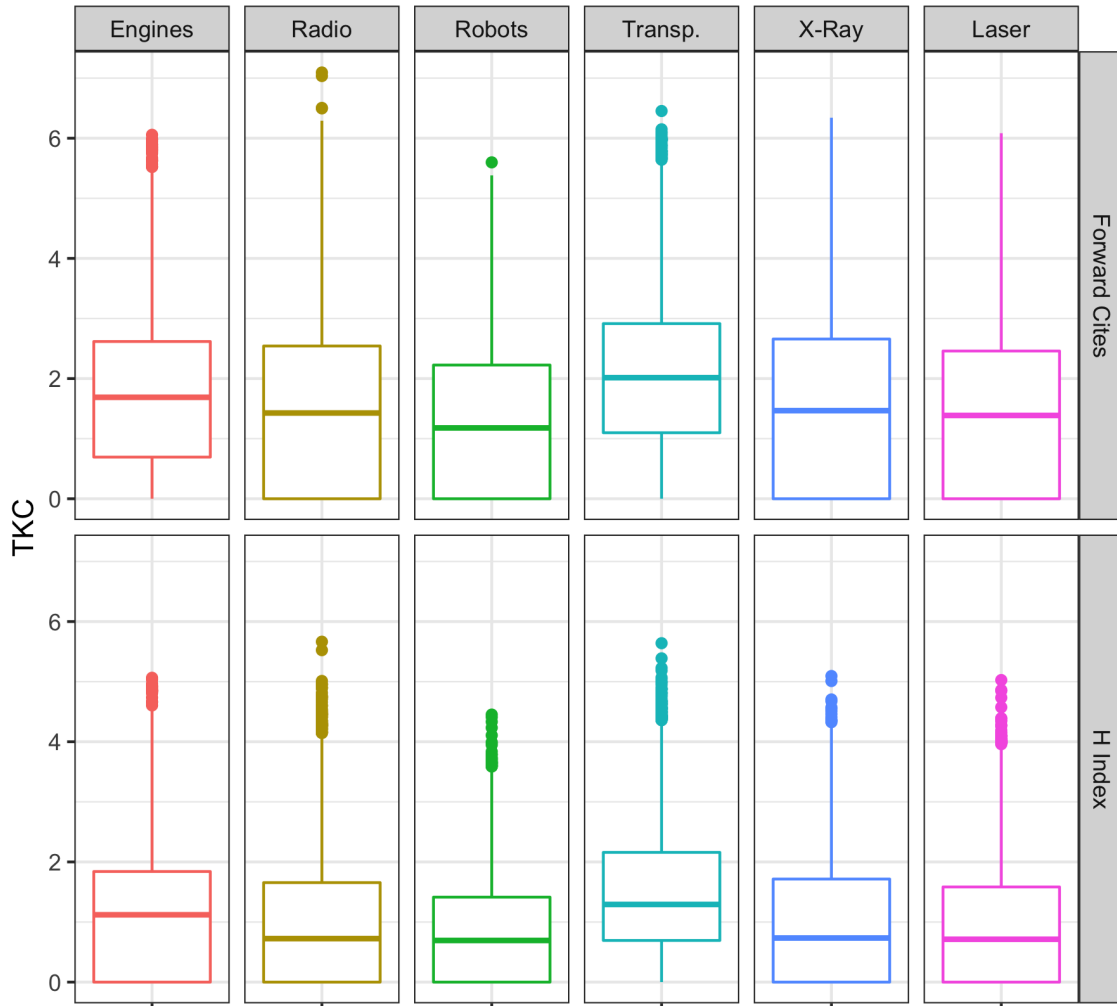 Engines Radio Robots Transp. X-Ray Laser
TKC
6
4
2
0
Forward Cites
6
4
2
0
H Index